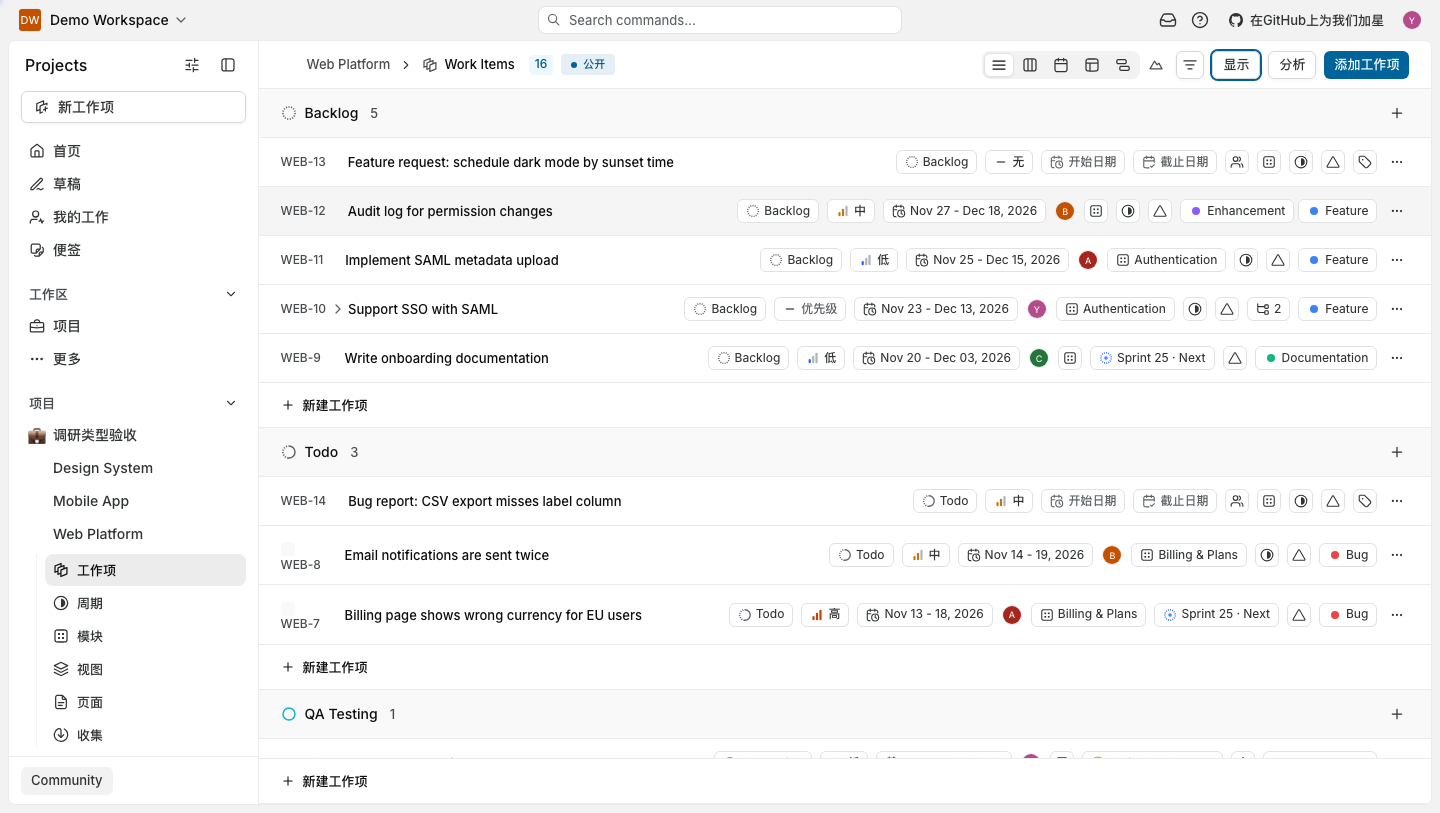 DW Demo Workspace
Search commands...
在GitHub上为我们加星
Y
Projects
新工作项
首页
草稿
我的工作
便签
工作区
项目
更多
项目
调研类型验收
Design System
Mobile App
Web Platform
工作项
周期
模块
视图
页面
收集
Community
Web Platform Work Items 16 公开
显示 分析 添加工作项
Backlog 5
WEB-13 Feature request: schedule dark mode by sunset time Backlog 无 开始日期 截止日期
WEB-12 Audit log for permission changes Backlog 中 Nov 27 - Dec 18, 2026 B Enhancement Feature
WEB-11 Implement SAML metadata upload Backlog 低 Nov 25 - Dec 15, 2026 A Authentication Feature
WEB-10 Support SSO with SAML Backlog 优先级 Nov 23 - Dec 13, 2026 Y Authentication 2 Feature
WEB-9 Write onboarding documentation Backlog 低 Nov 20 - Dec 03, 2026 C Sprint 25 · Next Documentation
新建工作项
Todo 3
WEB-14 Bug report: CSV export misses label column Todo 中 开始日期 截止日期
WEB-8 Email notifications are sent twice Todo 中 Nov 14 - 19, 2026 B Billing & Plans Bug
WEB-7 Billing page shows wrong currency for EU users Todo 高 Nov 13 - 18, 2026 A Billing & Plans Sprint 25 · Next Bug
新建工作项
QA Testing 1
新建工作项